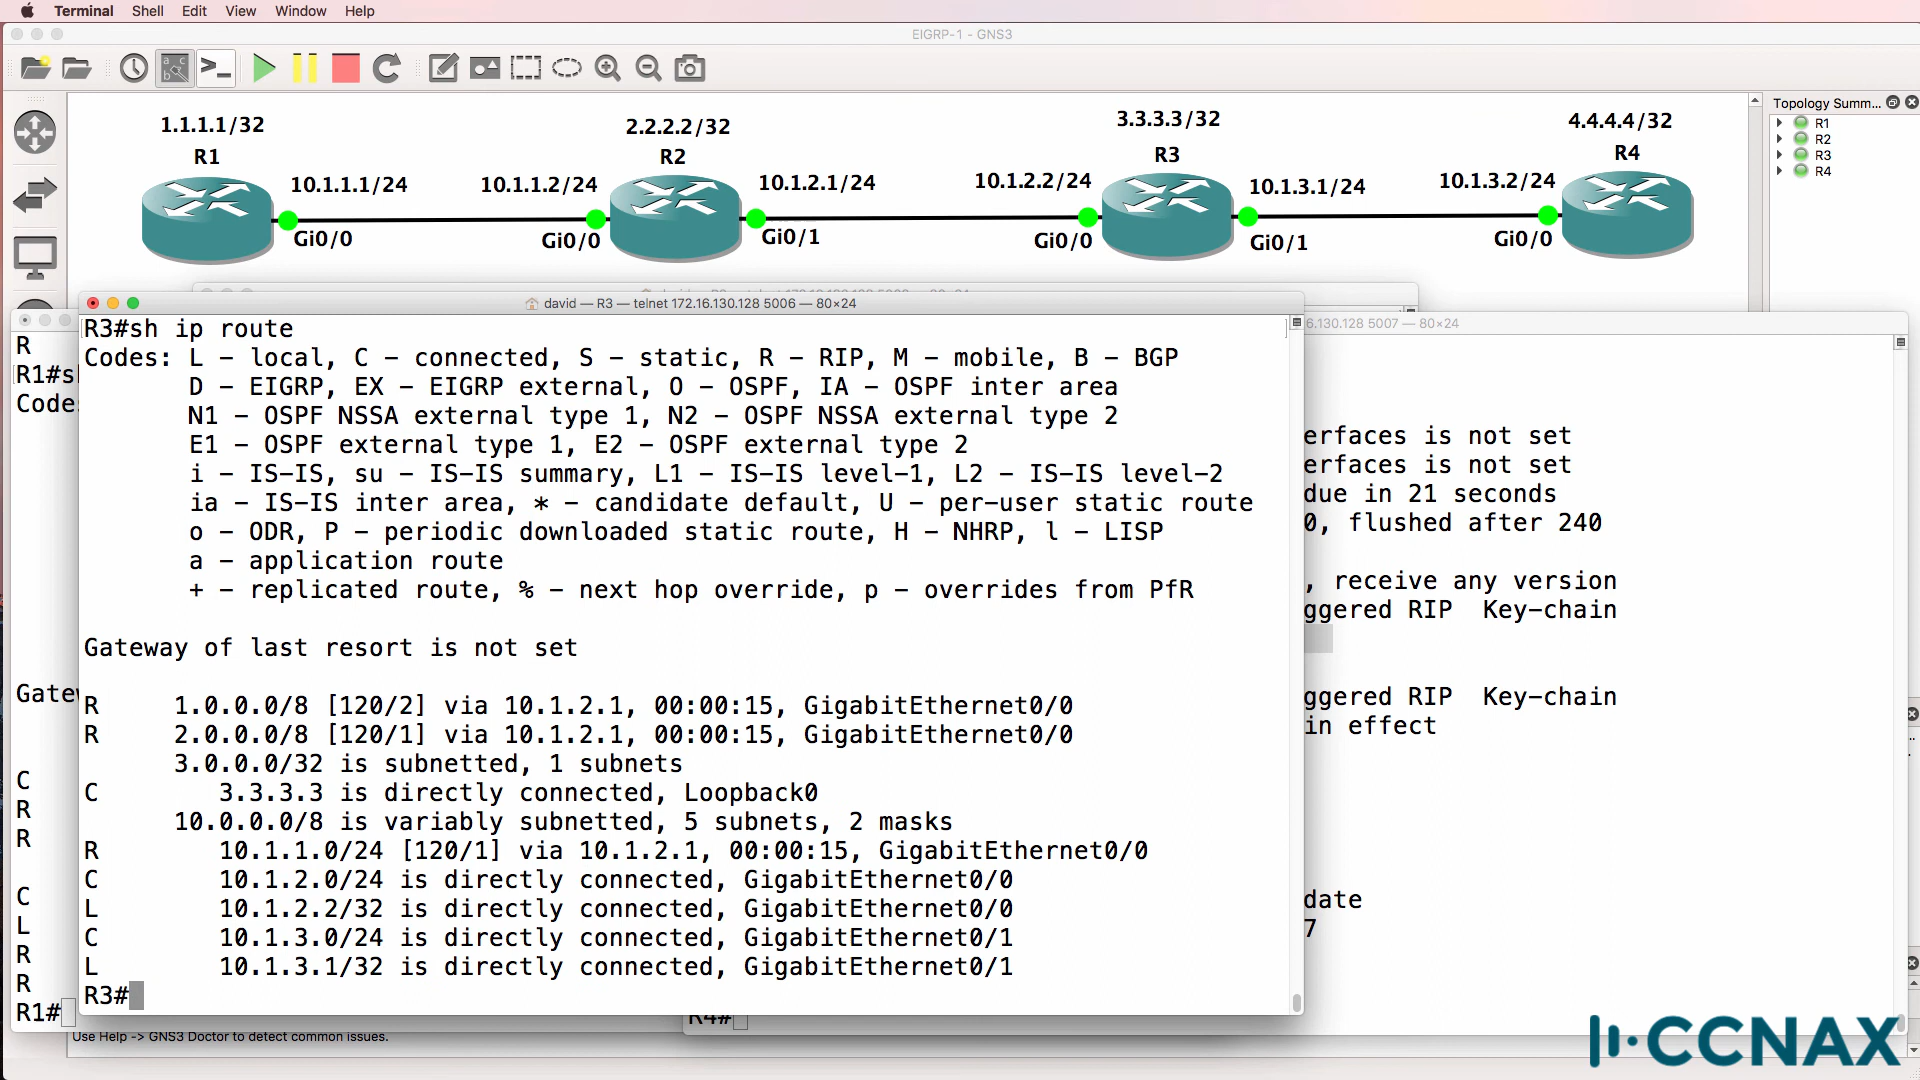 Terminal Shell Edit View Window Help
EIGRP-1 - GNS3
1.1.1.1/32
2.2.2.2/32
3.3.3.3/32
4.4.4.4/32
R1
R2
R3
R4
10.1.1.1/24
10.1.1.2/24
10.1.2.1/24
10.1.2.2/24
10.1.3.1/24
10.1.3.2/24
Gi0/0
Gi0/0
Gi0/1
Gi0/0
Gi0/1
Gi0/0
Topology Summ...
R1
R2
R3
R4
david — R3 — telnet 172.16.130.128 5006 — 80×24
R3#sh ip route
Codes: L - local, C - connected, S - static, R - RIP, M - mobile, B - BGP
D - EIGRP, EX - EIGRP external, O - OSPF, IA - OSPF inter area
N1 - OSPF NSSA external type 1, N2 - OSPF NSSA external type 2
E1 - OSPF external type 1, E2 - OSPF external type 2
i - IS-IS, su - IS-IS summary, L1 - IS-IS level-1, L2 - IS-IS level-2
ia - IS-IS inter area, * - candidate default, U - per-user static route
o - ODR, P - periodic downloaded static route, H - NHRP, l - LISP
a - application route
+ - replicated route, % - next hop override, p - overrides from PfR
Gateway of last resort is not set
R 1.0.0.0/8 [120/2] via 10.1.2.1, 00:00:15, GigabitEthernet0/0
R 2.0.0.0/8 [120/1] via 10.1.2.1, 00:00:15, GigabitEthernet0/0
3.0.0.0/32 is subnetted, 1 subnets
C 3.3.3.3 is directly connected, Loopback0
10.0.0.0/8 is variably subnetted, 5 subnets, 2 masks
R 10.1.1.0/24 [120/1] via 10.1.2.1, 00:00:15, GigabitEthernet0/0
C 10.1.2.0/24 is directly connected, GigabitEthernet0/0
L 10.1.2.2/32 is directly connected, GigabitEthernet0/0
C 10.1.3.0/24 is directly connected, GigabitEthernet0/1
L 10.1.3.1/32 is directly connected, GigabitEthernet0/1
R3#
R
R1#s
Code
Gate
C
R
R
C
L
R
R
R1#
6.130.128 5007 — 80×24
erfaces is not set
erfaces is not set
due in 21 seconds
0, flushed after 240
, receive any version
ggered RIP Key-chain
ggered RIP Key-chain
in effect
date
7
R4#
Use Help -> GNS3 Doctor to detect common issues.
CCNAX